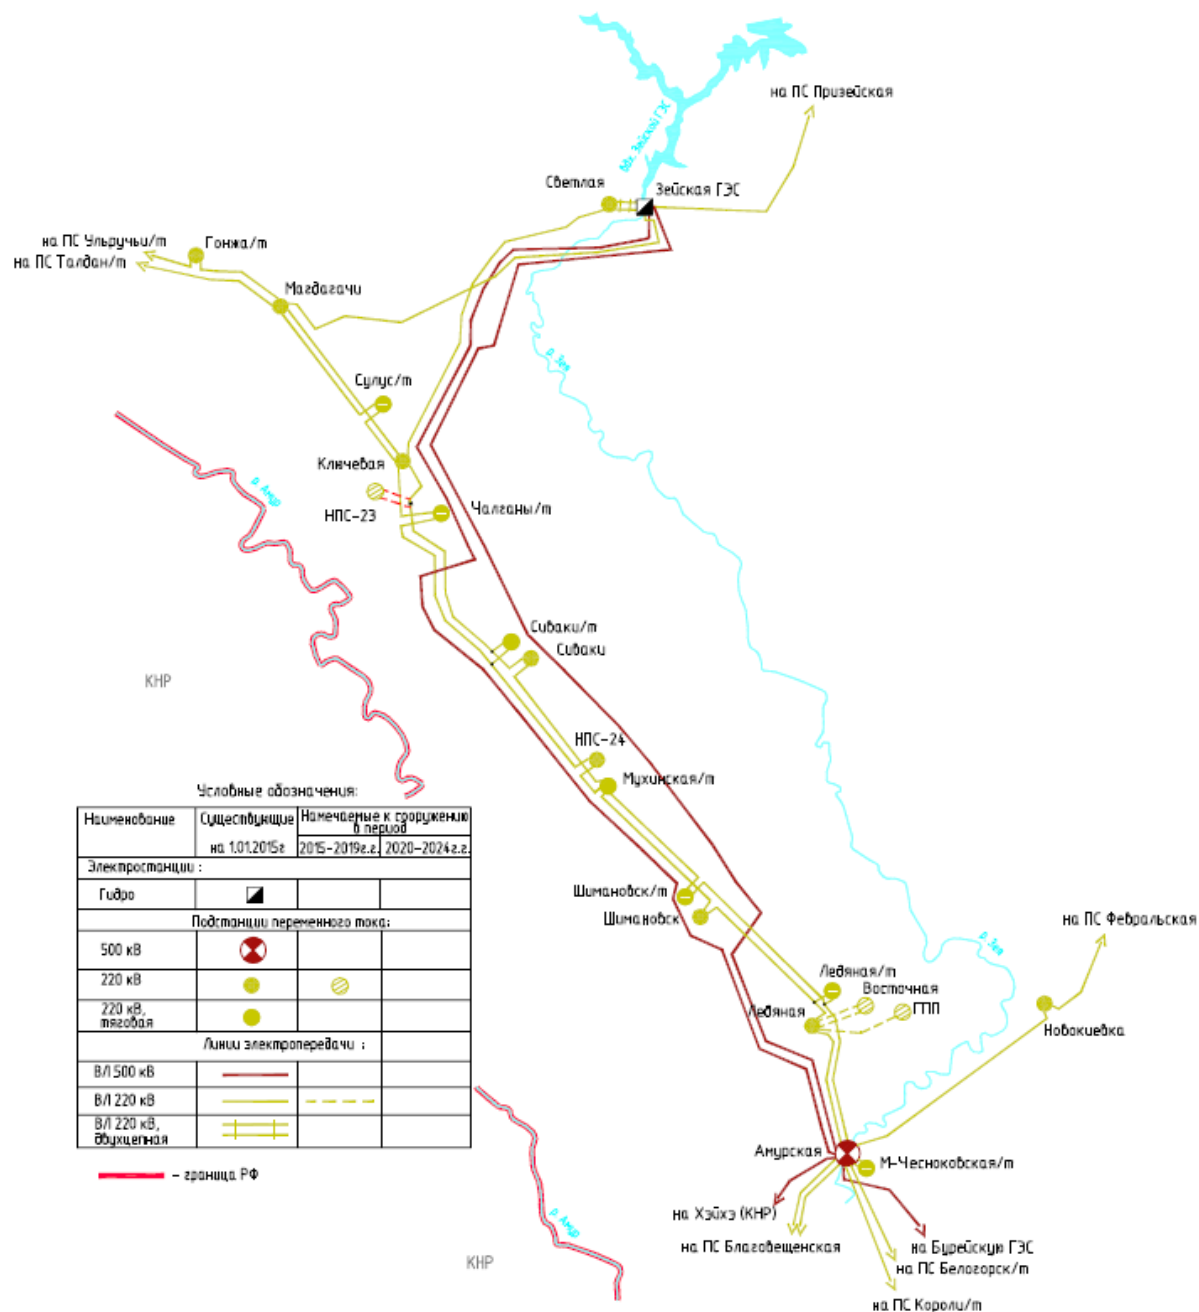 на ПС Призейская
Вдх. Зейской ГЭС
Светлая
Зейская ГЭС
на ПС Ульручьи/т
Гонжа/т
на ПС Талдан/т
Магдагачи
р. Зея
Сулус/т
Ключевая
р. Амур
НПС-23
Чалганы/т
Сиваки/т
Сиваки
КНР
НПС-24
Мухинская/т
Условные обозначения:
Наименование
Существующие
на 1.01.2015г
Намечаемые к сооружению
в период
2015-2019г.г.
2020-2024г.г.
Электростанции :
Гидро
Подстанции переменного тока:
500 кВ
220 кВ
220 кВ,
тяговая
Линии электропередачи :
ВЛ 500 кВ
ВЛ 220 кВ
ВЛ 220 кВ,
двухцепная
- граница РФ
Шимановск/т
Шимановск
на ПС Февральская
р. Зея
Ледяная/т
Восточная
ГПП
Ледяная
Новокиевка
Амурская
М-Чесноковская/т
на Хэйхэ (КНР)
на ПС Благовещенская
на Бурейскую ГЭС
на ПС Белогорск/т
на ПС Короли/т
р. Амур
КНР